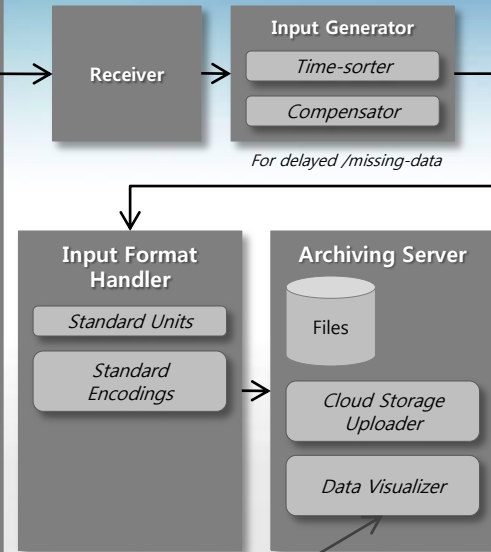 Receiver
Input Generator
Time-sorter
Compensator
For delayed /missing-data
Input Format
Handler
Standard Units
Standard
Encodings
Archiving Server
Files
Cloud Storage
Uploader
Data Visualizer